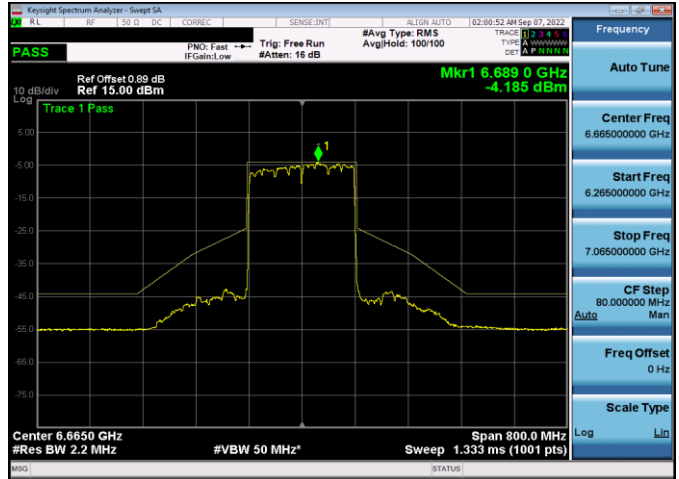 Keysight Spectrum Analyzer - Swept SA
RL RF 50 Ω DC CORREC SENSE:INT ALIGN AUTO 02:00:52 AM Sep 07, 2022
PASS
PNO: Fast
IFGain:Low
Trig: Free Run
#Atten: 16 dB
#Avg Type: RMS
Avg|Hold: 100/100
TRACE 1 2 3 4 5 6
TYPE A WWWWW
DET A P N N N N
Ref Offset 0.89 dB
Ref 15.00 dBm
10 dB/div
Log
Mkr1 6.689 0 GHz
-4.185 dBm
Trace 1 Pass
1
5.00
-5.00
-15.0
-25.0
-35.0
-45.0
-55.0
-65.0
-75.0
Center 6.6650 GHz
Span 800.0 MHz
#Res BW 2.2 MHz
#VBW 50 MHz*
Sweep 1.333 ms (1001 pts)
MSG
STATUS
Frequency
Auto Tune
Center Freq
6.665000000 GHz
Start Freq
6.265000000 GHz
Stop Freq
7.065000000 GHz
CF Step
80.000000 MHz
Auto Man
Freq Offset
0 Hz
Scale Type
Log Lin